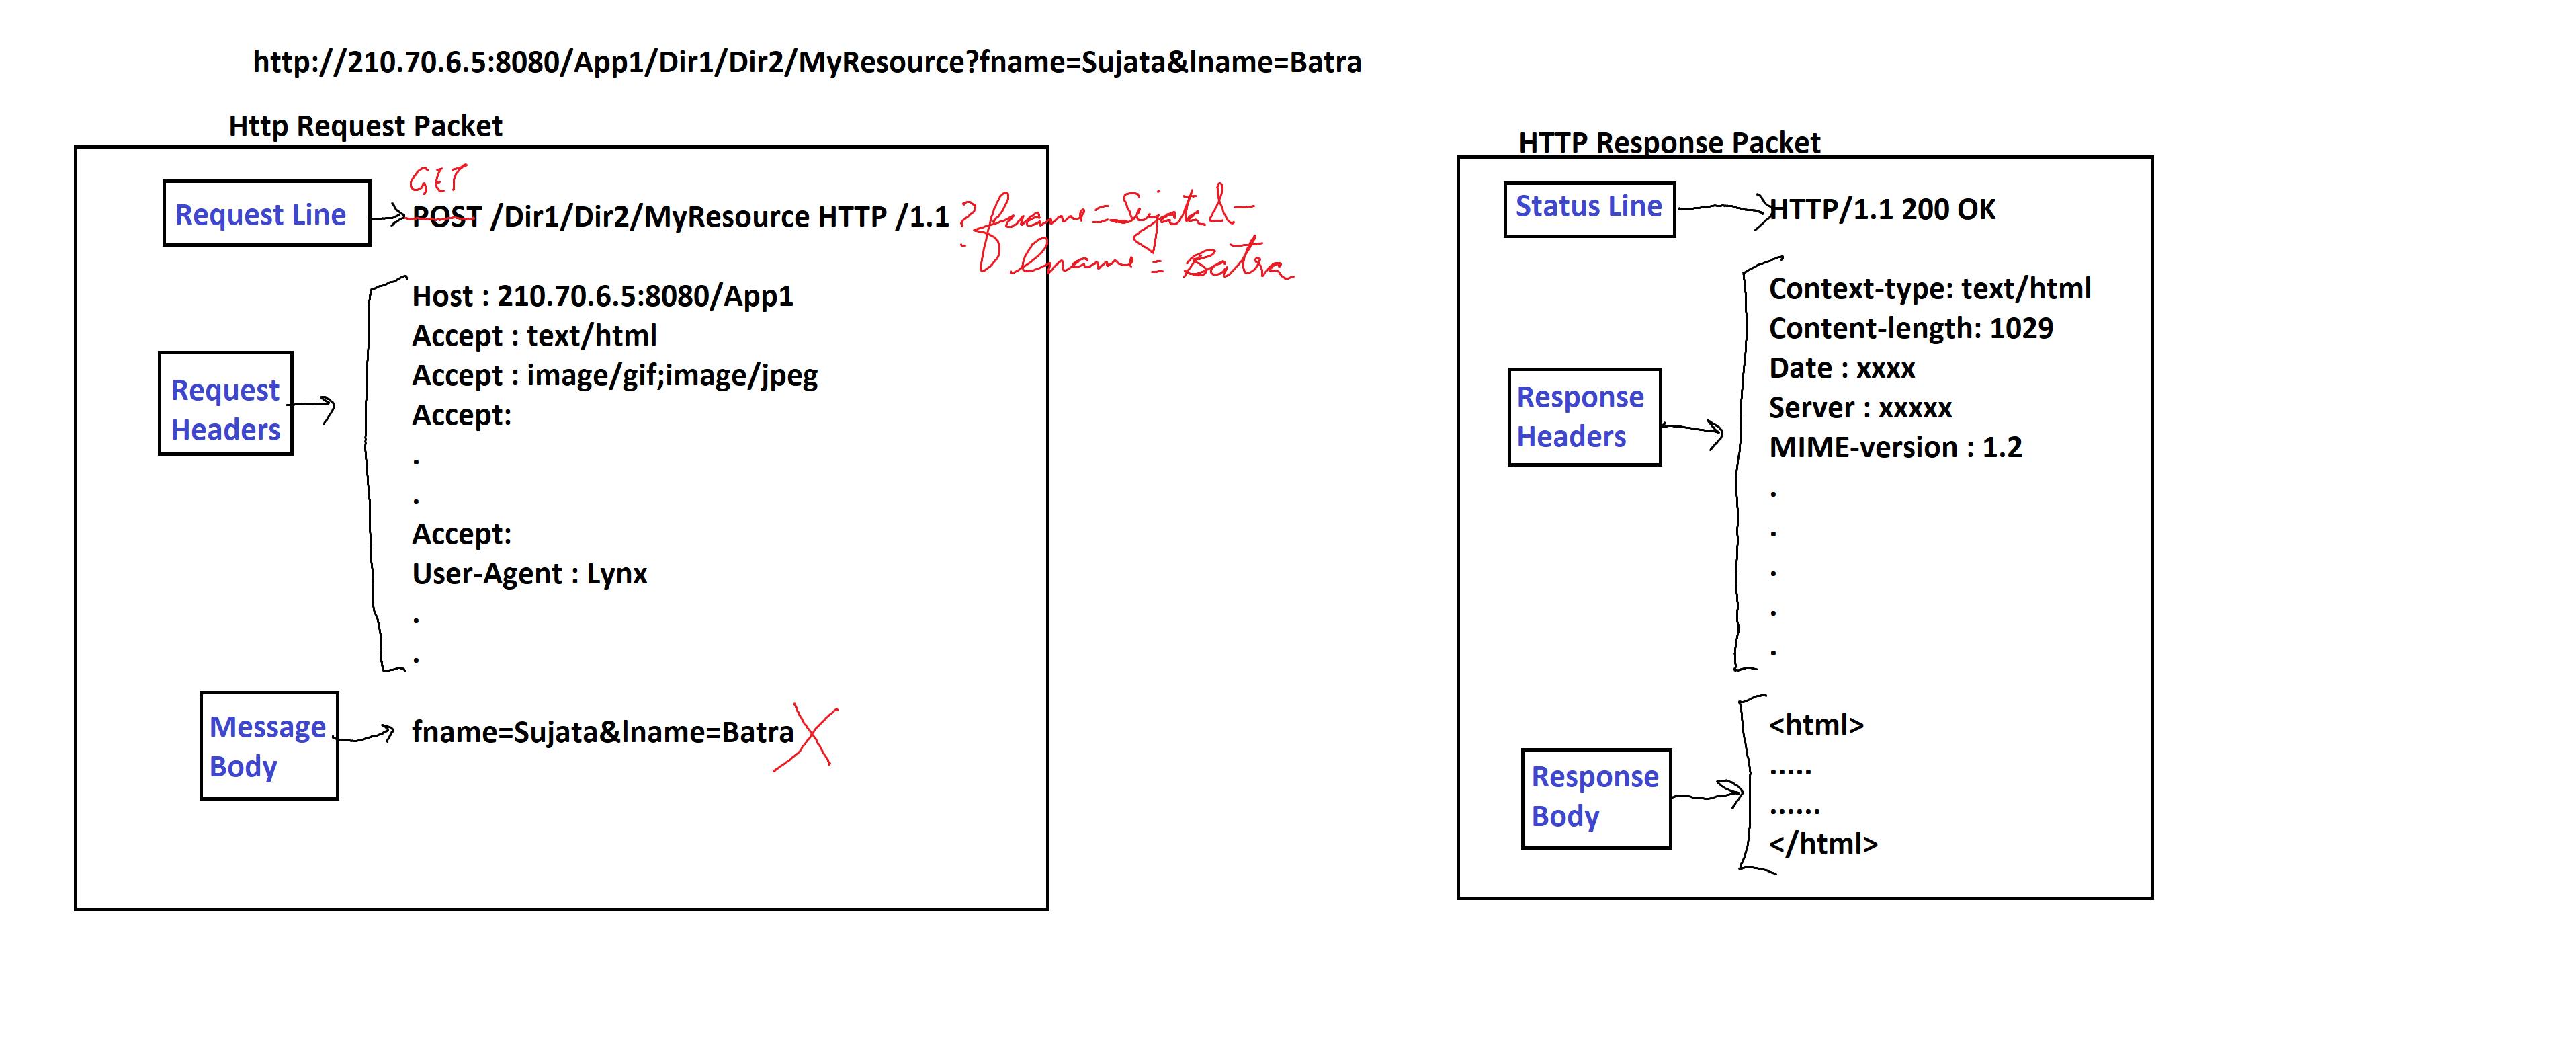 http://210.70.6.5:8080/App1/Dir1/Dir2/MyResource?fname=Sujata&lname=Batra
Http Request Packet
GET
Request Line
POST /Dir1/Dir2/MyResource HTTP /1.1
?fname=Sujata&
lname=Batra
Request
Headers
Host : 210.70.6.5:8080/App1
Accept : text/html
Accept : image/gif;image/jpeg
Accept:
.
.
Accept:
User-Agent : Lynx
.
.
Message
Body
fname=Sujata&lname=Batra
X
HTTP Response Packet
Status Line
HTTP/1.1 200 OK
Response
Headers
Context-type: text/html
Content-length: 1029
Date : xxxx
Server : xxxxx
MIME-version : 1.2
.
.
.
.
.
Response
Body
<html>
.....
......
</html>